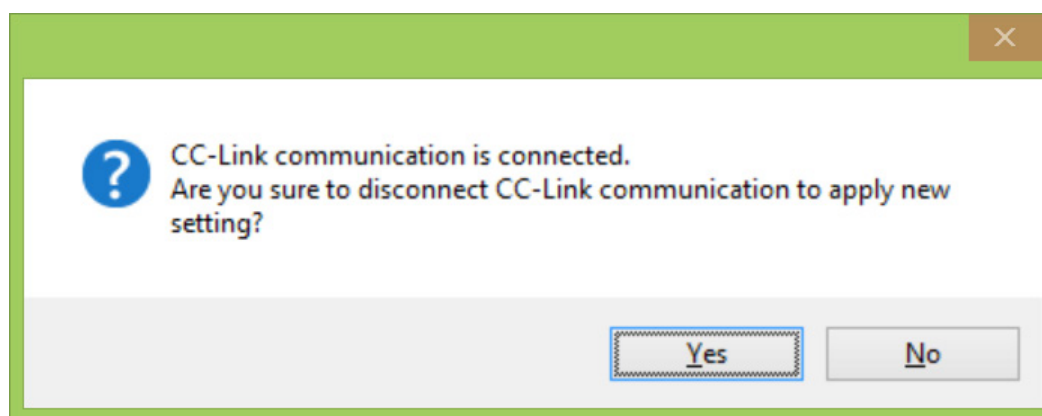 CC-Link communication is connected.
Are you sure to disconnect CC-Link communication to apply new
setting?
Yes
No